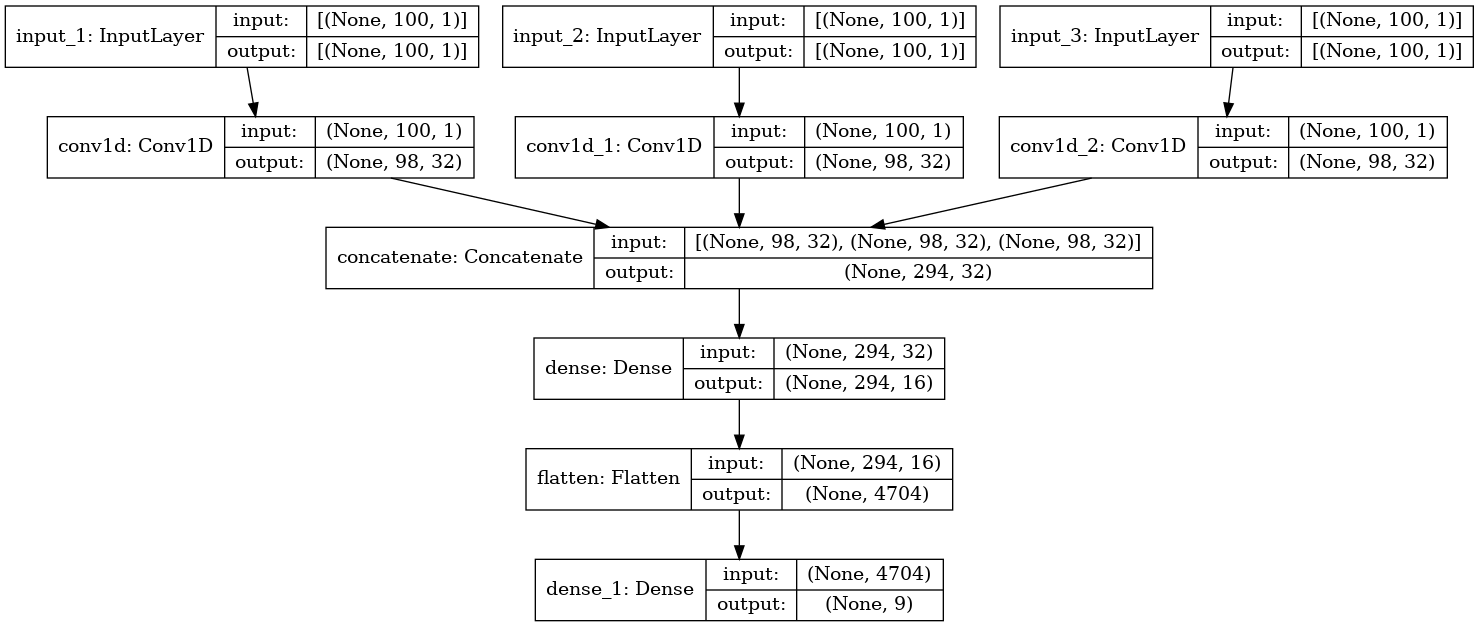 input_1: InputLayer input: [(None, 100, 1)]
output: [(None, 100, 1)]
input_2: InputLayer input: [(None, 100, 1)]
output: [(None, 100, 1)]
input_3: InputLayer input: [(None, 100, 1)]
output: [(None, 100, 1)]
conv1d: Conv1D input: (None, 100, 1)
output: (None, 98, 32)
conv1d_1: Conv1D input: (None, 100, 1)
output: (None, 98, 32)
conv1d_2: Conv1D input: (None, 100, 1)
output: (None, 98, 32)
concatenate: Concatenate input: [(None, 98, 32), (None, 98, 32), (None, 98, 32)]
output: (None, 294, 32)
dense: Dense input: (None, 294, 32)
output: (None, 294, 16)
flatten: Flatten input: (None, 294, 16)
output: (None, 4704)
dense_1: Dense input: (None, 4704)
output: (None, 9)